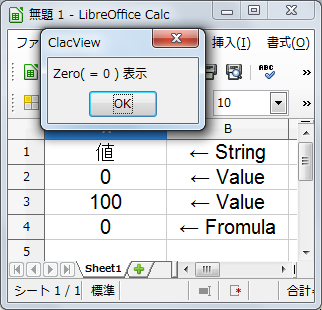 無題 1 - LibreOffice Calc
ClacView
Zero( = 0 ) 表示
OK
挿入(I) 書式(O)
10
B
1 値 ← String
2 0 ← Value
3 100 ← Value
4 0 ← Fromula
5
Sheet1
シート 1 / 1 標準 合計